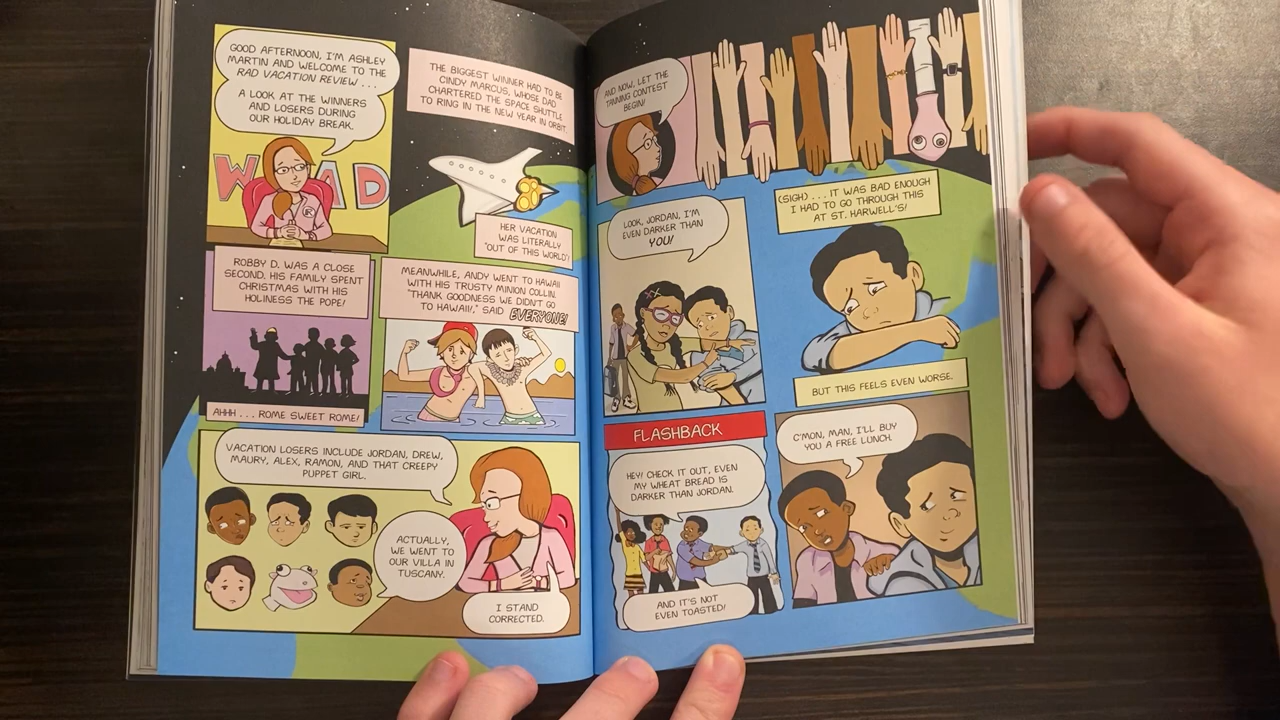 GOOD AFTERNOON, I'M ASHLEY
MARTIN AND WELCOME TO THE
RAD VACATION REVIEW ...
A LOOK AT THE WINNERS
AND LOSERS DURING
OUR HOLIDAY BREAK.
W AD
THE BIGGEST WINNER HAD TO BE
CINDY MARCUS, WHOSE DAD
CHARTERED THE SPACE SHUTTLE
TO RING IN THE NEW YEAR IN ORBIT.
HER VACATION
WAS LITERALLY
"OUT OF THIS WORLD"!
ROBBY D. WAS A CLOSE
SECOND. HIS FAMILY SPENT
CHRISTMAS WITH HIS
HOLINESS THE POPE!
AHHH ... ROME SWEET ROME!
MEANWHILE, ANDY WENT TO HAWAII
WITH HIS TRUSTY MINION COLLIN.
"THANK GOODNESS WE DIDN'T GO
TO HAWAII," SAID EVERYONE!
VACATION LOSERS INCLUDE JORDAN, DREW,
MAURY, ALEX, RAMON, AND THAT CREEPY
PUPPET GIRL.
ACTUALLY,
WE WENT TO
OUR VILLA IN
TUSCANY.
I STAND
CORRECTED.
AND NOW, LET THE
TANNING CONTEST
BEGIN!
(SIGH) .... IT WAS BAD ENOUGH
I HAD TO GO THROUGH THIS
AT ST. HARWELL'S!
LOOK, JORDAN, I'M
EVEN DARKER THAN
YOU!
BUT THIS FEELS EVEN WORSE.
FLASHBACK
HEY! CHECK IT OUT, EVEN
MY WHEAT BREAD IS
DARKER THAN JORDAN.
AND IT'S NOT
EVEN TOASTED!
C'MON, MAN, I'LL BUY
YOU A FREE LUNCH.